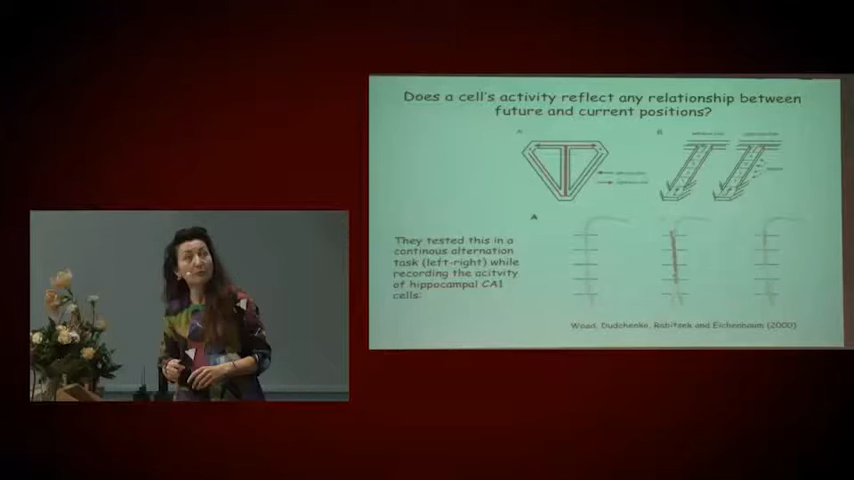 Does a cell's activity reflect any relationship between
future and current positions?
A
B
A
They tested this in a
continous alternation
task (left-right) while
recording the acitvity
of hippocampal CA1
cells:
Wood, Dudchenko, Robitsek and Eichenbaum (2000)